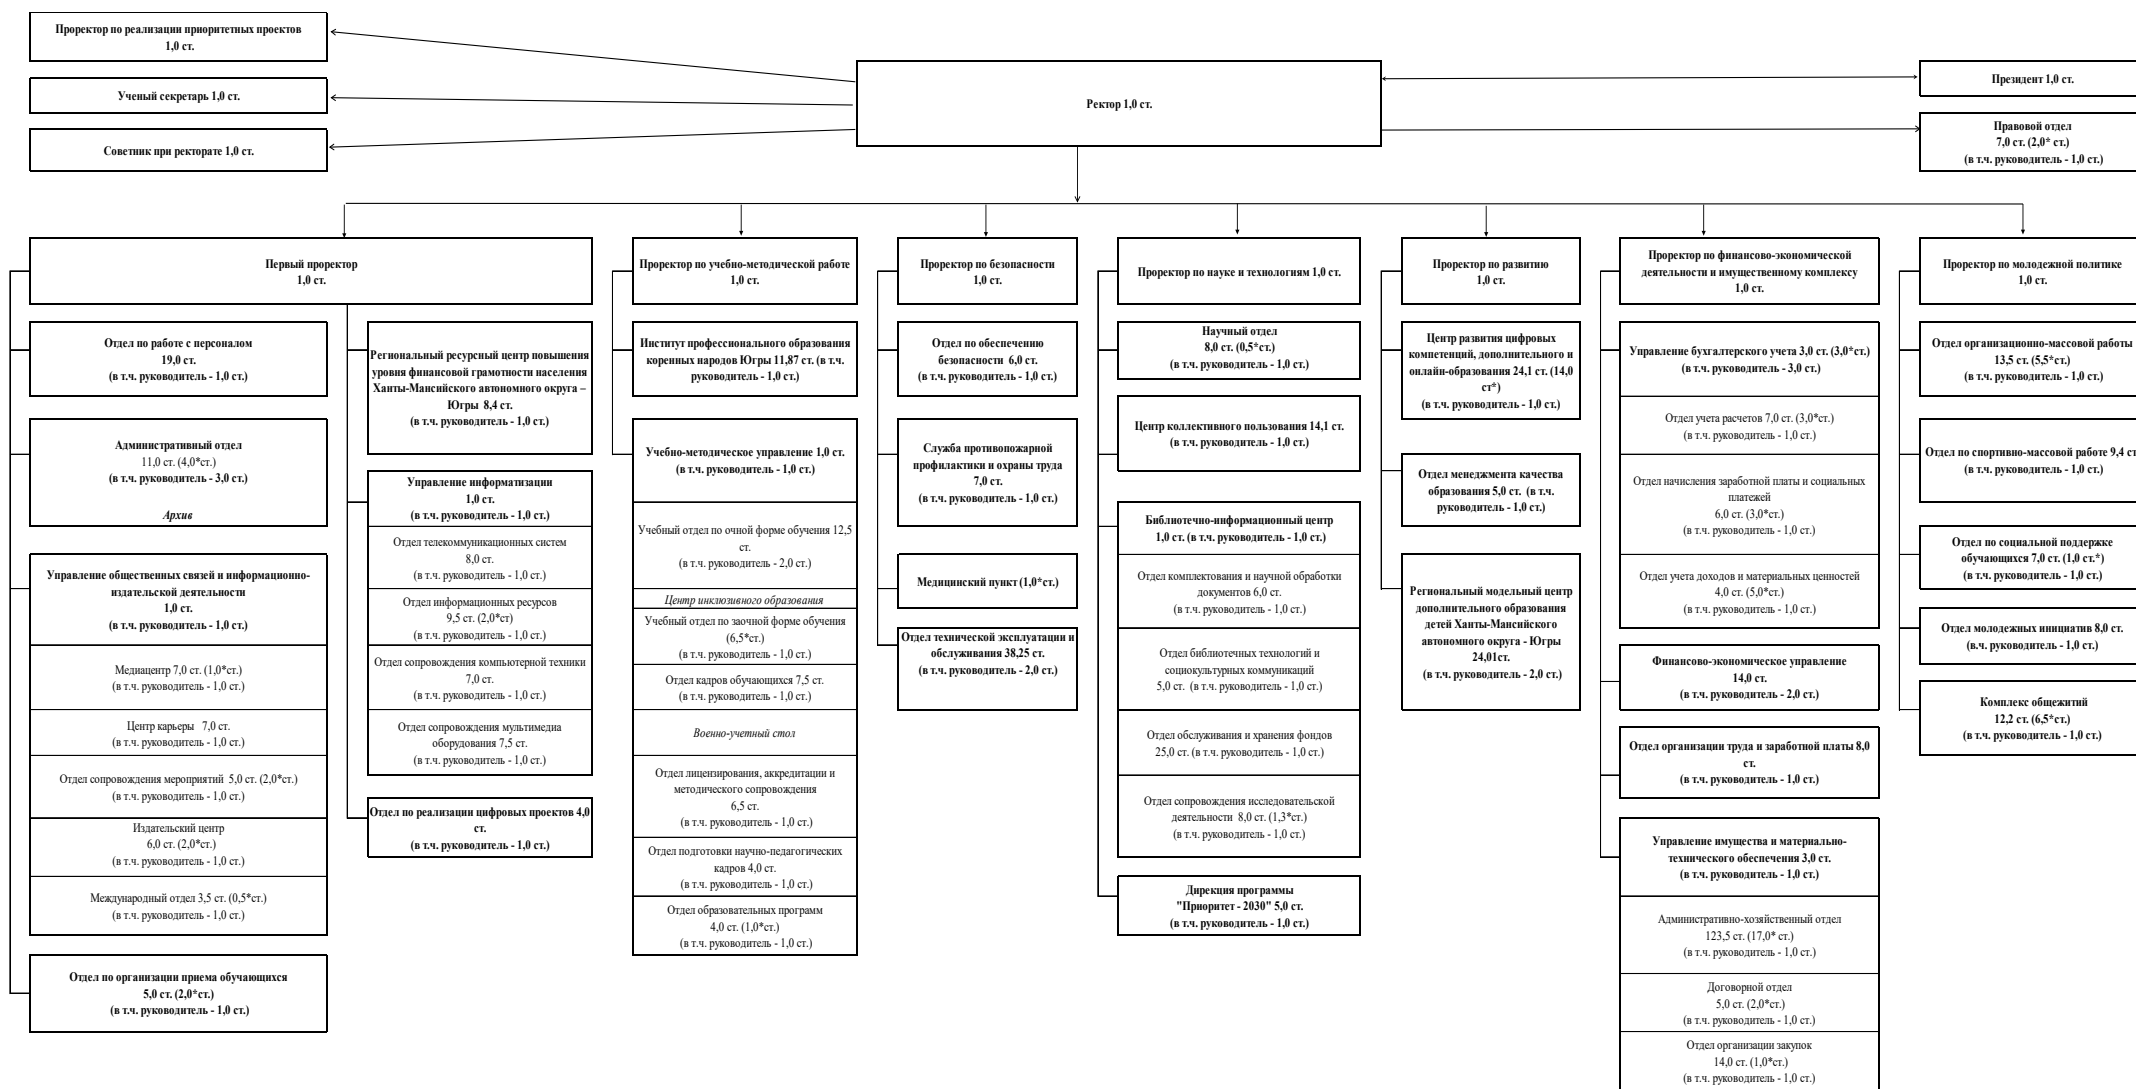 Проректор по реализации приоритетных проектов
1,0 ст.
Ученый секретарь 1,0 ст.
Советник при ректорате 1,0 ст.
Ректор 1,0 ст.
Президент 1,0 ст.
Правовой отдел
7,0 ст. (2,0* ст.)
(в т.ч. руководитель - 1,0 ст.)
Первый проректор
1,0 ст.
Отдел по работе с персоналом
19,0 ст.
(в т.ч. руководитель - 1,0 ст.)
Административный отдел
11,0 ст. (4,0*ст.)
(в т.ч. руководитель - 3,0 ст.)
Архив
Управление общественных связей и информационно-
издательской деятельности
1,0 ст.
(в т.ч. руководитель - 1,0 ст.)
Медиацентр 7,0 ст. (1,0*ст.)
(в т.ч. руководитель - 1,0 ст.)
Центр карьеры 7,0 ст.
(в т.ч. руководитель - 1,0 ст.)
Отдел сопровождения мероприятий 5,0 ст. (2,0*ст.)
(в т.ч. руководитель - 1,0 ст.)
Издательский центр
6,0 ст. (2,0*ст.)
(в т.ч. руководитель - 1,0 ст.)
Международный отдел 3,5 ст. (0,5*ст.)
(в т.ч. руководитель - 1,0 ст.)
Отдел по организации приема обучающихся
5,0 ст. (2,0*ст.)
(в т.ч. руководитель - 1,0 ст.)
Региональный ресурсный центр повышения
уровня финансовой грамотности населения
Ханты-Мансийского автономного округа –
Югры 8,4 ст.
(в т.ч. руководитель - 1,0 ст.)
Управление информатизации
1,0 ст.
(в т.ч. руководитель - 1,0 ст.)
Отдел телекоммуникационных систем
8,0 ст.
(в т.ч. руководитель - 1,0 ст.)
Отдел информационных ресурсов
9,5 ст. (2,0*ст)
(в т.ч. руководитель - 1,0 ст.)
Отдел сопровождения компьютерной техники
7,0 ст.
(в т.ч. руководитель - 1,0 ст.)
Отдел сопровождения мультимедиа
оборудования 7,5 ст.
(в т.ч. руководитель - 1,0 ст.)
Отдел по реализации цифровых проектов 4,0
ст.
(в т.ч. руководитель - 1,0 ст.)
Проректор по учебно-методической работе
1,0 ст.
Институт профессионального образования
коренных народов Югры 11,87 ст. (в т.ч.
руководитель - 1,0 ст.)
Учебно-методическое управление 1,0 ст.
(в т.ч. руководитель - 1,0 ст.)
Учебный отдел по очной форме обучения 12,5
ст.
(в т.ч. руководитель - 2,0 ст.)
Центр инклюзивного образования
Учебный отдел по заочной форме обучения
(6,5*ст.)
(в т.ч. руководитель - 1,0 ст.)
Отдел кадров обучающихся 7,5 ст.
(в т.ч. руководитель - 1,0 ст.)
Военно-учетный стол
Отдел лицензирования, аккредитации и
методического сопровождения
6,5 ст.
(в т.ч. руководитель - 1,0 ст.)
Отдел подготовки научно-педагогических
кадров 4,0 ст.
(в т.ч. руководитель - 1,0 ст.)
Отдел образовательных программ
4,0 ст. (1,0*ст.)
(в т.ч. руководитель - 1,0 ст.)
Проректор по безопасности
1,0 ст.
Отдел по обеспечению
безопасности 6,0 ст.
(в т.ч. руководитель - 1,0 ст.)
Служба противопожарной
профилактики и охраны труда
7,0 ст.
(в т.ч. руководитель - 1,0 ст.)
Медицинский пункт (1,0*ст.)
Отдел технической эксплуатации и
обслуживания 38,25 ст.
(в т.ч. руководитель - 2,0 ст.)
Проректор по науке и технологиям 1,0 ст.
Научный отдел
8,0 ст. (0,5*ст.)
(в т.ч. руководитель - 1,0 ст.)
Центр коллективного пользования 14,1 ст.
(в т.ч. руководитель - 1,0 ст.)
Библиотечно-информационный центр
1,0 ст. (в т.ч. руководитель - 1,0 ст.)
Отдел комплектования и научной обработки
документов 6,0 ст.
(в т.ч. руководитель - 1,0 ст.)
Отдел библиотечных технологий и
социокультурных коммуникаций
5,0 ст. (в т.ч. руководитель - 1,0 ст.)
Отдел обслуживания и хранения фондов
25,0 ст. (в т.ч. руководитель - 1,0 ст.)
Отдел сопровождения исследовательской
деятельности 8,0 ст. (1,3*ст.)
(в т.ч. руководитель - 1,0 ст.)
Дирекция программы
"Приоритет - 2030" 5,0 ст.
(в т.ч. руководитель - 1,0 ст.)
Проректор по развитию
1,0 ст.
Центр развития цифровых
компетенций, дополнительного и
онлайн-образования 24,1 ст. (14,0
ст*)
(в т.ч. руководитель - 1,0 ст.)
Отдел менеджмента качества
образования 5,0 ст. (в т.ч.
руководитель - 1,0 ст.)
Региональный модельный центр
дополнительного образования
детей Ханты-Мансийского
автономного округа - Югры
24,01ст.
(в т.ч. руководитель - 2,0 ст.)
Проректор по финансово-экономической
деятельности и имущественному комплексу
1,0 ст.
Управление бухгалтерского учета 3,0 ст. (3,0*ст.)
(в т.ч. руководитель - 3,0 ст.)
Отдел учета расчетов 7,0 ст. (3,0*ст.)
(в т.ч. руководитель - 1,0 ст.)
Отдел начисления заработной платы и социальных
платежей
6,0 ст. (3,0*ст.)
(в т.ч. руководитель - 1,0 ст.)
Отдел учета доходов и материальных ценностей
4,0 ст. (5,0*ст.)
(в т.ч. руководитель - 1,0 ст.)
Финансово-экономическое управление
14,0 ст.
(в т.ч. руководитель - 2,0 ст.)
Отдел организации труда и заработной платы 8,0
ст.
(в т.ч. руководитель - 1,0 ст.)
Управление имущества и материально-
технического обеспечения 3,0 ст.
(в т.ч. руководитель - 1,0 ст.)
Административно-хозяйственный отдел
123,5 ст. (17,0* ст.)
(в т.ч. руководитель - 1,0 ст.)
Договорной отдел
5,0 ст. (2,0*ст.)
(в т.ч. руководитель - 1,0 ст.)
Отдел организации закупок
14,0 ст. (1,0*ст.)
(в т.ч. руководитель - 1,0 ст.)
Проректор по молодежной политике
1,0 ст.
Отдел организационно-массовой работы
13,5 ст. (5,5*ст.)
(в т.ч. руководитель - 1,0 ст.)
Отдел по спортивно-массовой работе 9,4 ст
(в т.ч. руководитель - 1,0 ст.)
Отдел по социальной поддержке
обучающихся 7,0 ст. (1,0 ст.*)
(в т.ч. руководитель - 1,0 ст.)
Отдел молодежных инициатив 8,0 ст.
(в.ч. руководитель - 1,0 ст.)
Комплекс общежитий
12,2 ст. (6,5*ст.)
(в т.ч. руководитель - 1,0 ст.)